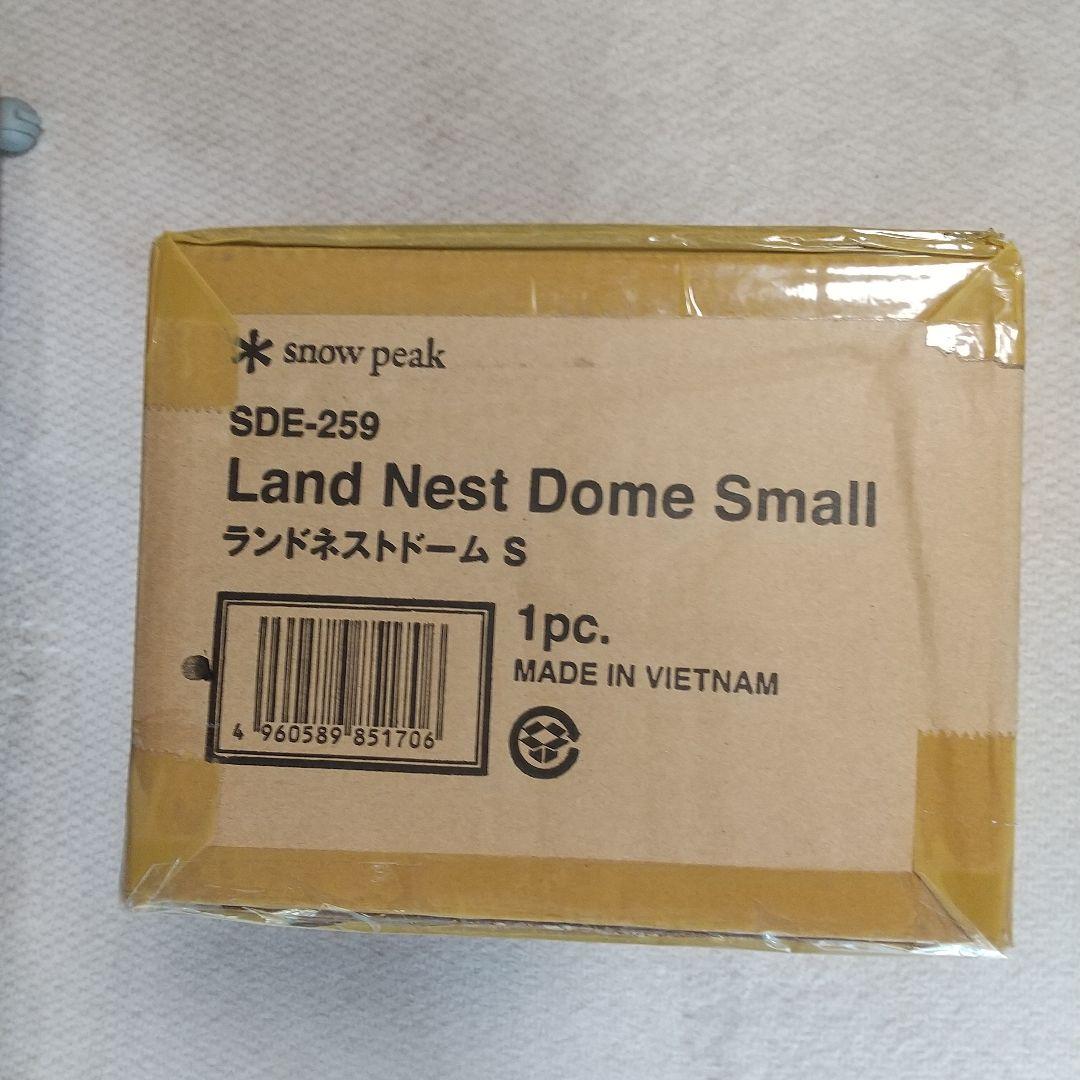 snow peak
SDE-259
Land Nest Dome Small
ランドネストドーム S
1pc.
MADE IN VIETNAM
4 960589 851706